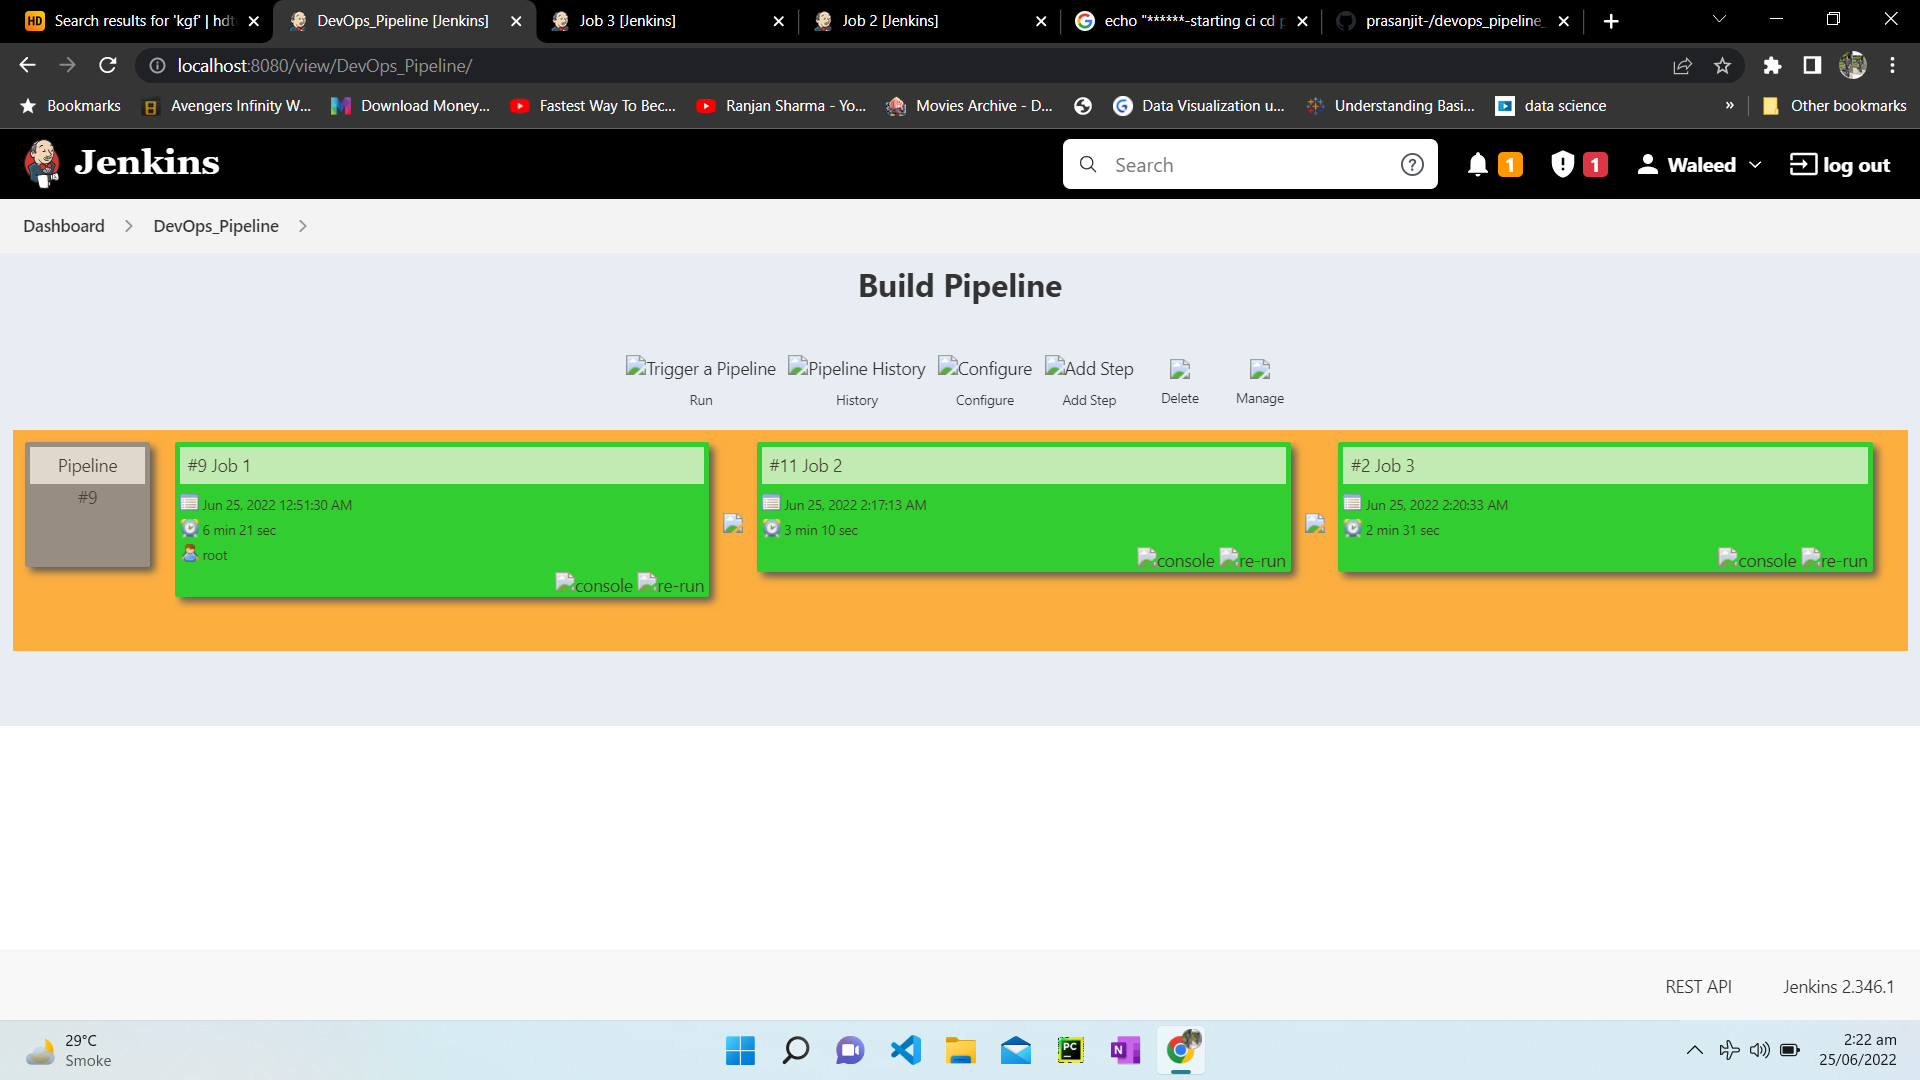 HD Search results for 'kgf' | hdt
DevOps_Pipeline [Jenkins]
Job 3 [Jenkins]
Job 2 [Jenkins]
echo "******-starting ci cd p
prasanjit-/devops_pipeline_
localhost:8080/view/DevOps_Pipeline/
Bookmarks
Avengers Infinity W...
Download Money...
Fastest Way To Bec...
Ranjan Sharma - Yo...
Movies Archive - D...
Data Visualization u...
Understanding Basi...
data science
»
Other bookmarks
Jenkins
Search
1
1
Waleed
log out
Dashboard
DevOps_Pipeline
Build Pipeline
Trigger a Pipeline
Pipeline History
Configure
Add Step
Run
History
Configure
Add Step
Delete
Manage
Pipeline
#9
#9 Job 1
Jun 25, 2022 12:51:30 AM
6 min 21 sec
root
console re-run
#11 Job 2
Jun 25, 2022 2:17:13 AM
3 min 10 sec
console re-run
#2 Job 3
Jun 25, 2022 2:20:33 AM
2 min 31 sec
console re-run
REST API
Jenkins 2.346.1
29°C
Smoke
PC
N
2:22 am
25/06/2022